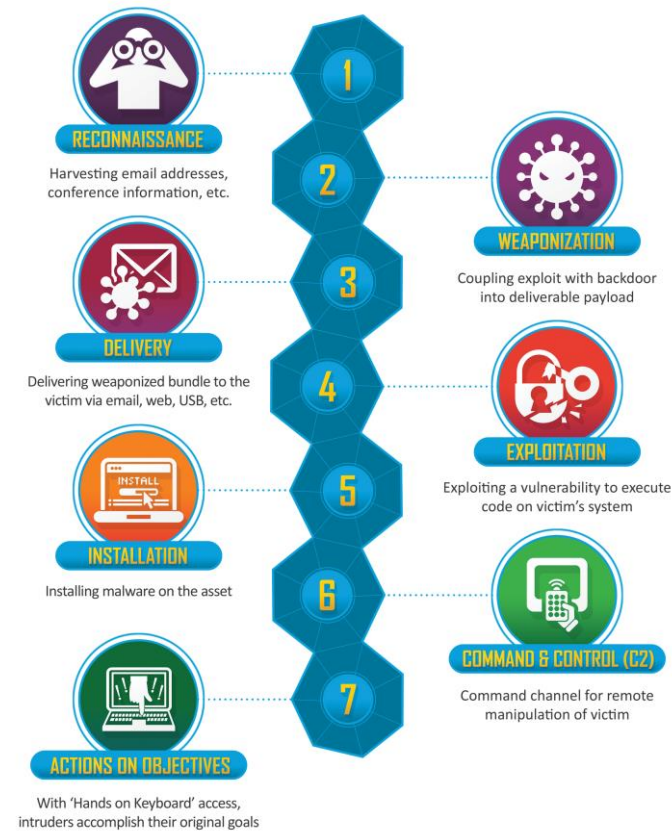 1
RECONNAISSANCE
Harvesting email addresses,
conference information, etc.
2
WEAPONIZATION
Coupling exploit with backdoor
into deliverable payload
3
DELIVERY
Delivering weaponized bundle to the
victim via email, web, USB, etc.
4
EXPLOITATION
Exploiting a vulnerability to execute
code on victim's system
5
INSTALL
INSTALLATION
Installing malware on the asset
6
COMMAND & CONTROL (C2)
Command channel for remote
manipulation of victim
7
ACTIONS ON OBJECTIVES
With ‘Hands on Keyboard’ access,
intruders accomplish their original goals